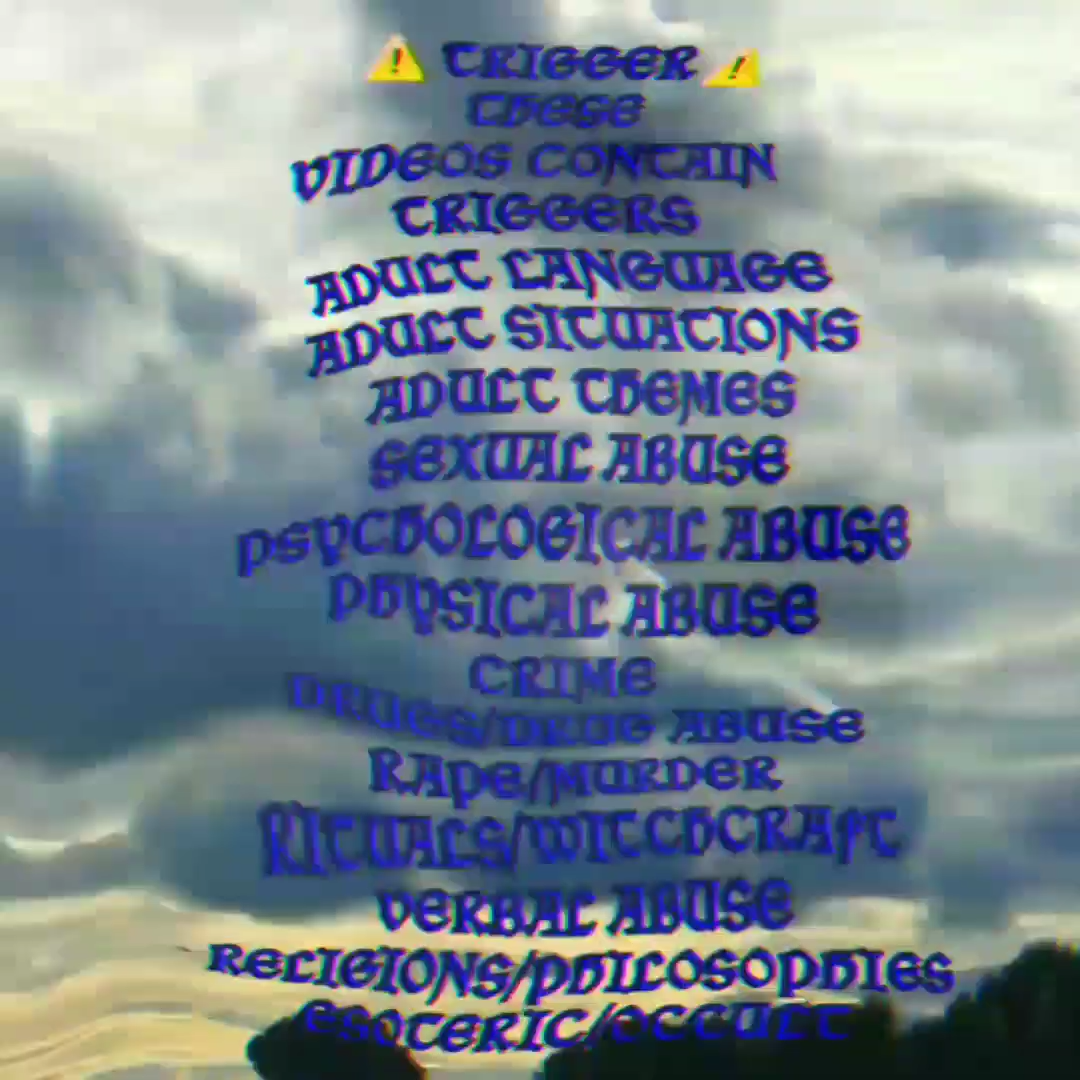 ⚠️ TRIGGER ⚠️
THESE
VIDEOS CONTAIN
TRIGGERS
ADULT LANGUAGE
ADULT SITUATIONS
ADULT THEMES
SEXUAL ABUSE
PSYCHOLOGICAL ABUSE
PHYSICAL ABUSE
CRIME
DRUGS/DRUG ABUSE
RAPE/MURDER
RITUALS/WITCHCRAFT
VERBAL ABUSE
RELIGIONS/PHILOSOPHIES
ESOTERIC/OCCULT